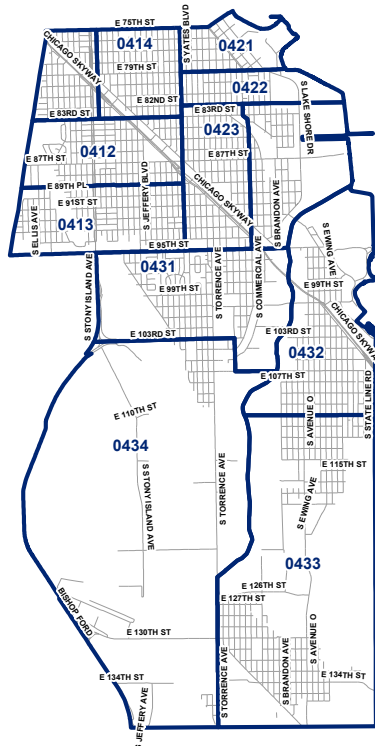 E 75TH ST
S YATES BLVD
0414
0421
CHICAGO SKYWAY
E 79TH ST
0422
E 82ND ST
E 83RD ST
E 83RD ST
S LAKE SHORE DR
0423
0412
E 87TH ST
E 87TH ST
S JEFFERY BLVD
CHICAGO SKYWAY
E 89TH PL
E 91ST ST
S BRANDON AVE
0413
S ELLIS AVE
E 95TH ST
S EWING AVE
S STONY ISLAND AVE
0431
S TORRENCE AVE
S COMMERCIAL AVE
E 99TH ST
E 99TH ST
CHICAGO SKYWA
E 103RD ST
E 103RD ST
0432
E 107TH ST
S STATE LINE RD
S AVENUE O
E 110TH ST
0434
E 115TH ST
S STONY ISLAND AVE
S TORRENCE AVE
S EWING AVE
0433
E 126TH ST
E 127TH ST
BISHOP FORD
E 130TH ST
S AVENUE O
S BRANDON AVE
S TORRENCE AVE
E 134TH ST
E 134TH ST
S JEFFERY AVE